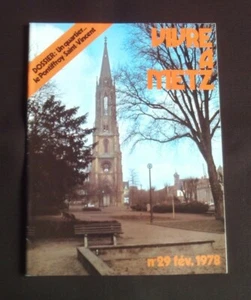 DOSSIER: Un quartier...
le Pontiffroy Saint-Vincent
VIVRE
à
METZ
n°29 fév. 1978